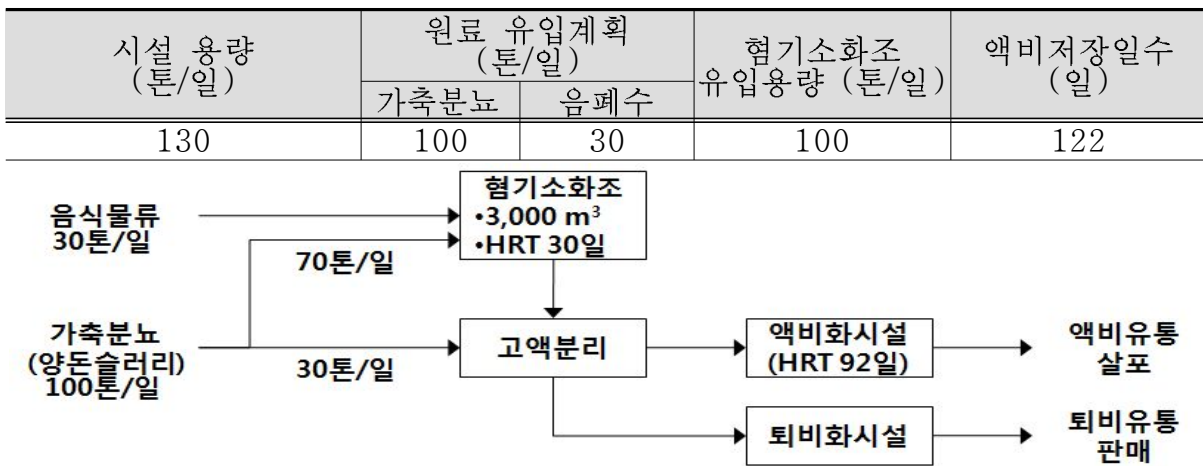 시설 용량
(톤/일)
원료 유입계획
(톤/일)
가축분뇨
음폐수
혐기소화조
유입용량 (톤/일)
액비저장일수
(일)
130
100
30
100
122
음식물류
30톤/일
혐기소화조
•3,000 m³
•HRT 30일
70톤/일
가축분뇨
(양돈슬러리)
100톤/일
30톤/일
고액분리
액비화시설
(HRT 92일)
액비유통
살포
퇴비화시설
퇴비유통
판매